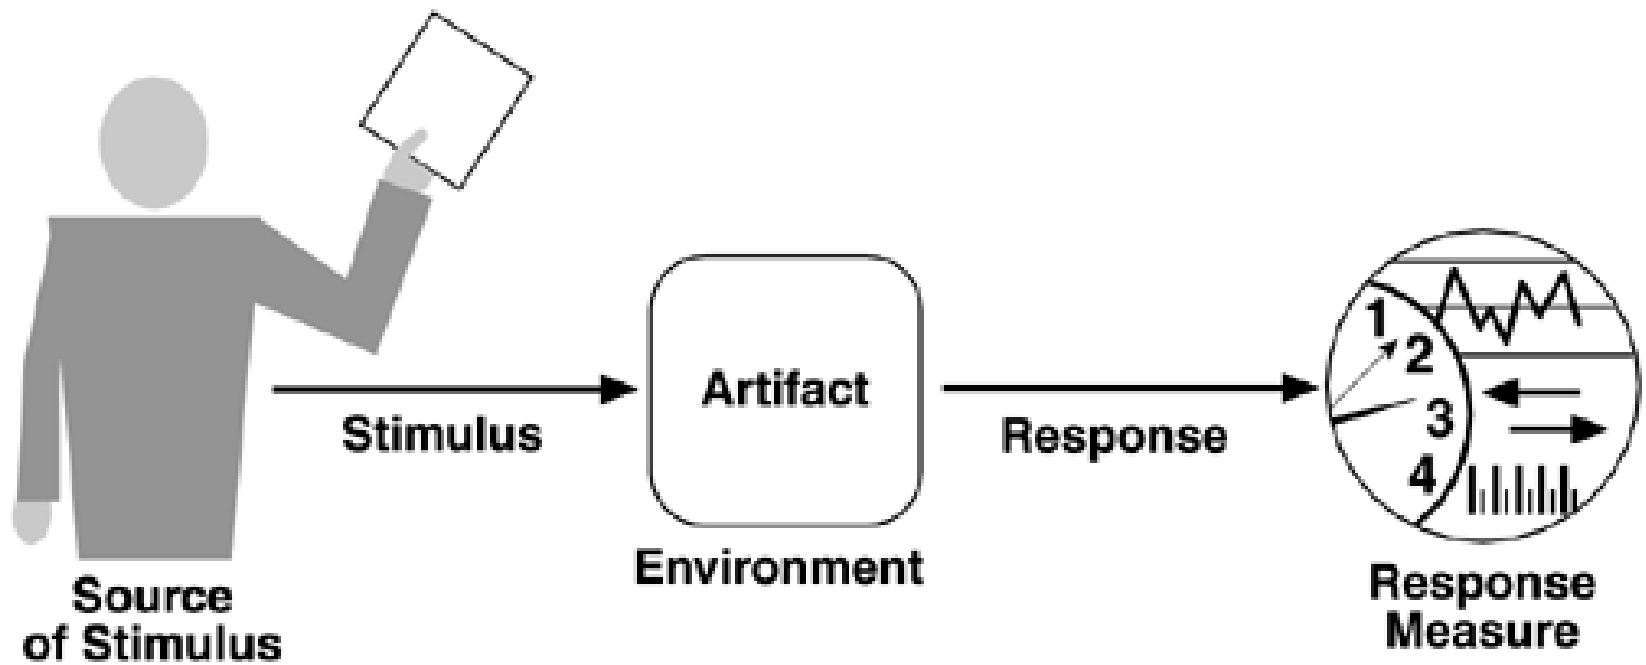 Source
of Stimulus
Stimulus
Artifact
Environment
Response
1
2
3
4
Response
Measure